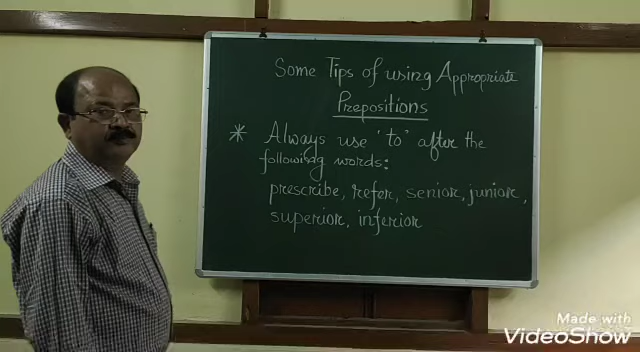 Some Tips of using Appropriate
Prepositions
* Always use 'to' after the
following words:
prescribe, refer, senior, junior,
superior, inferior
Made with
VideoShow